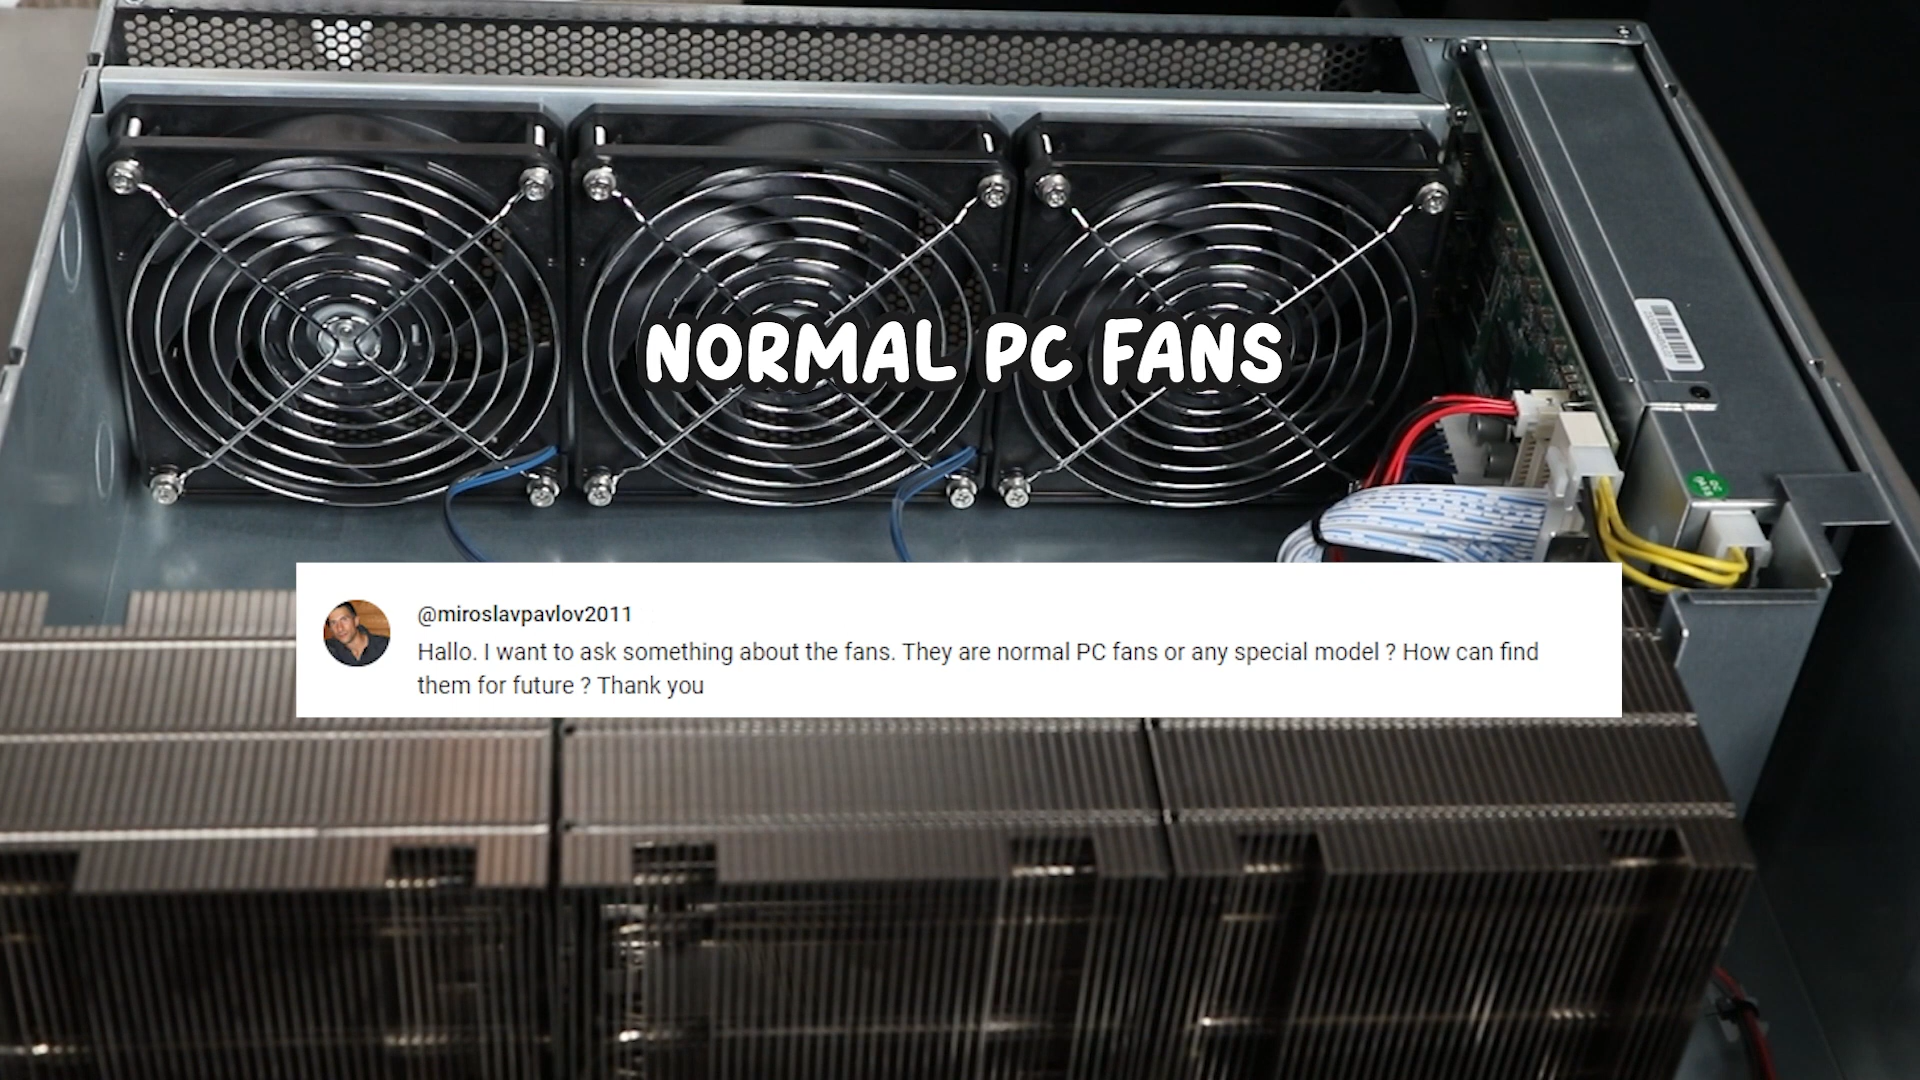 NORMAL PC FANS
@miroslavpavlov2011
Hallo. I want to ask something about the fans. They are normal PC fans or any special model ? How can find
them for future ? Thank you